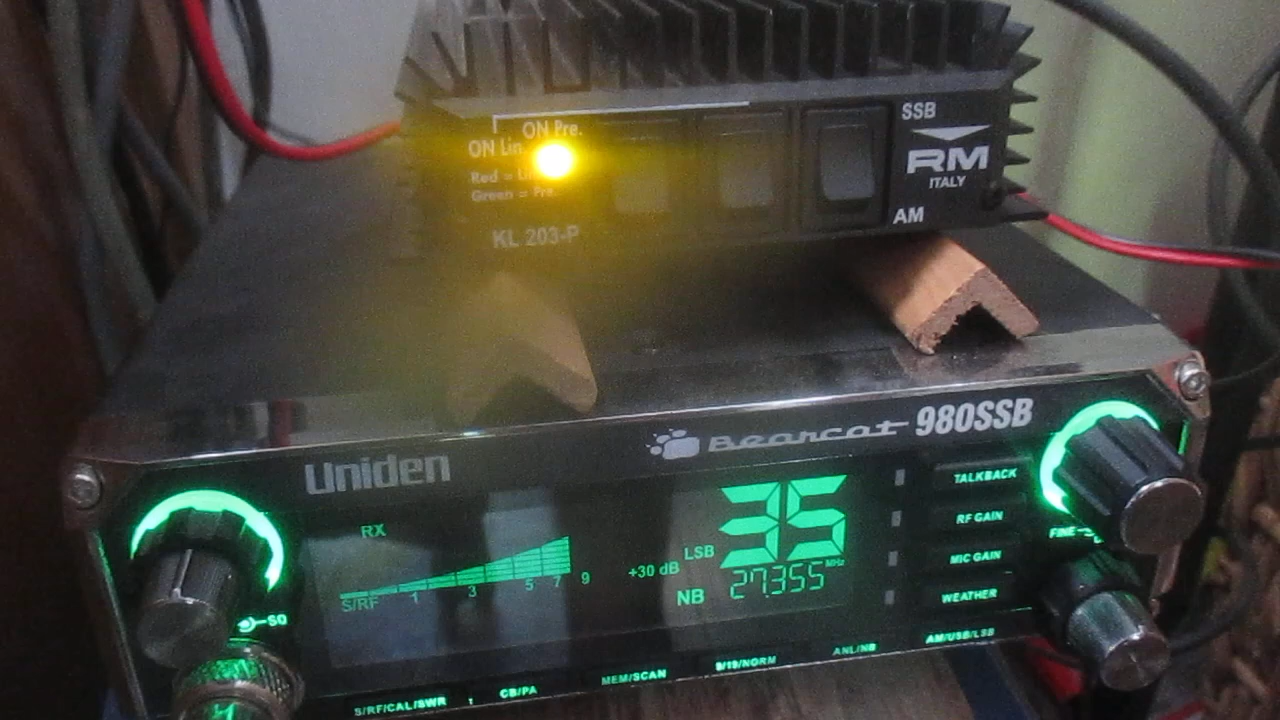 ON Pre.
ON Lin.
Red =
Green = Pre
KL 203-P
SSB
RM
ITALY
AM
Uniden
Bearcat 980SSB
RX
S/RF 1 3 5 7 9 +30 dB
LSB
NB
35
27.355 MHz
TALKBACK
RF GAIN
MIC GAIN
WEATHER
SQ
S/RF/CAL/SWR
CB/PA
MEM/SCAN
9/19/NORM
ANL/NB
AM/USB/LSB